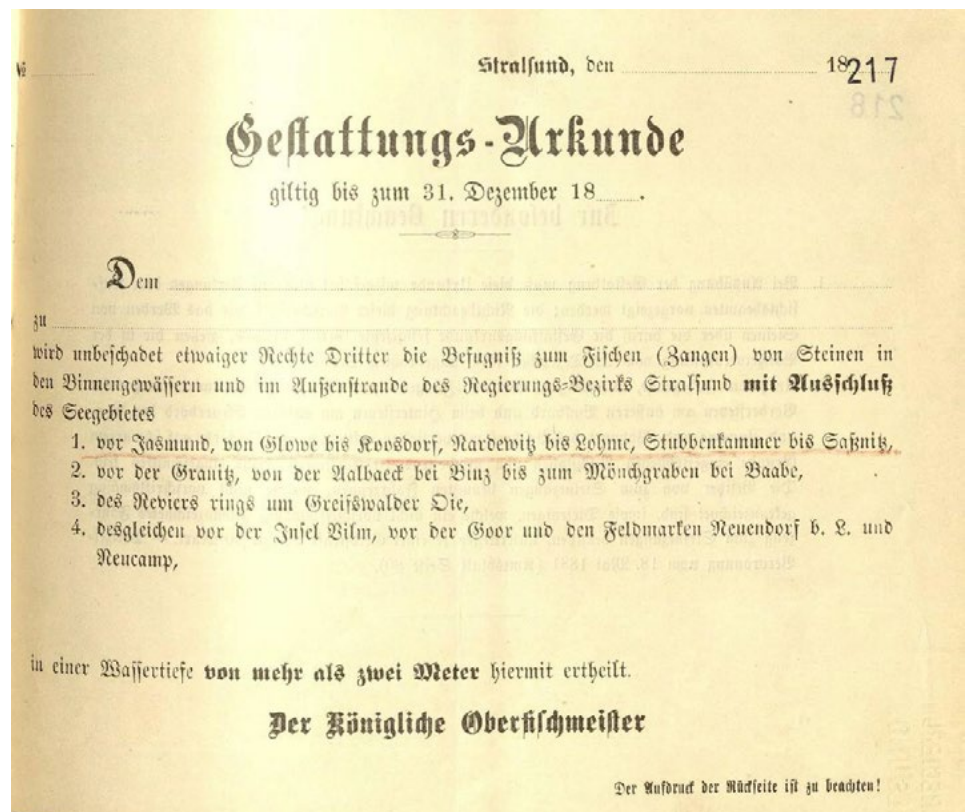 №
Stralsund, den 18
217
218
Gestattungs-Urkunde
giltig bis zum 31. Dezember 18 .
Dem
zu
wird unbeschadet etwaiger Rechte Dritter die Befugniß zum Fischen (Zangen) von Steinen in
den Binnengewässern und im Außenstrande des Regierungs-Bezirks Stralsund mit Ausschluß
des Seegebietes
1. vor Jasmund, von Glowe bis Koosdorf, Nardewitz bis Lohme, Stubbenkammer bis Saßnitz,
2. vor der Granitz, von der Aalbaeck bei Binz bis zum Mönchgraben bei Baabe,
3. des Reviers rings um Greifswalder Oie,
4. desgleichen vor der Insel Vilm, vor der Goor und den Feldmarken Neuendorf b. L. und
Neucamp,
in einer Wassertiefe von mehr als zwei Meter hiermit ertheilt.
Der Königliche Oberfischmeister
Der Aufdruck der Rückseite ist zu beachten!